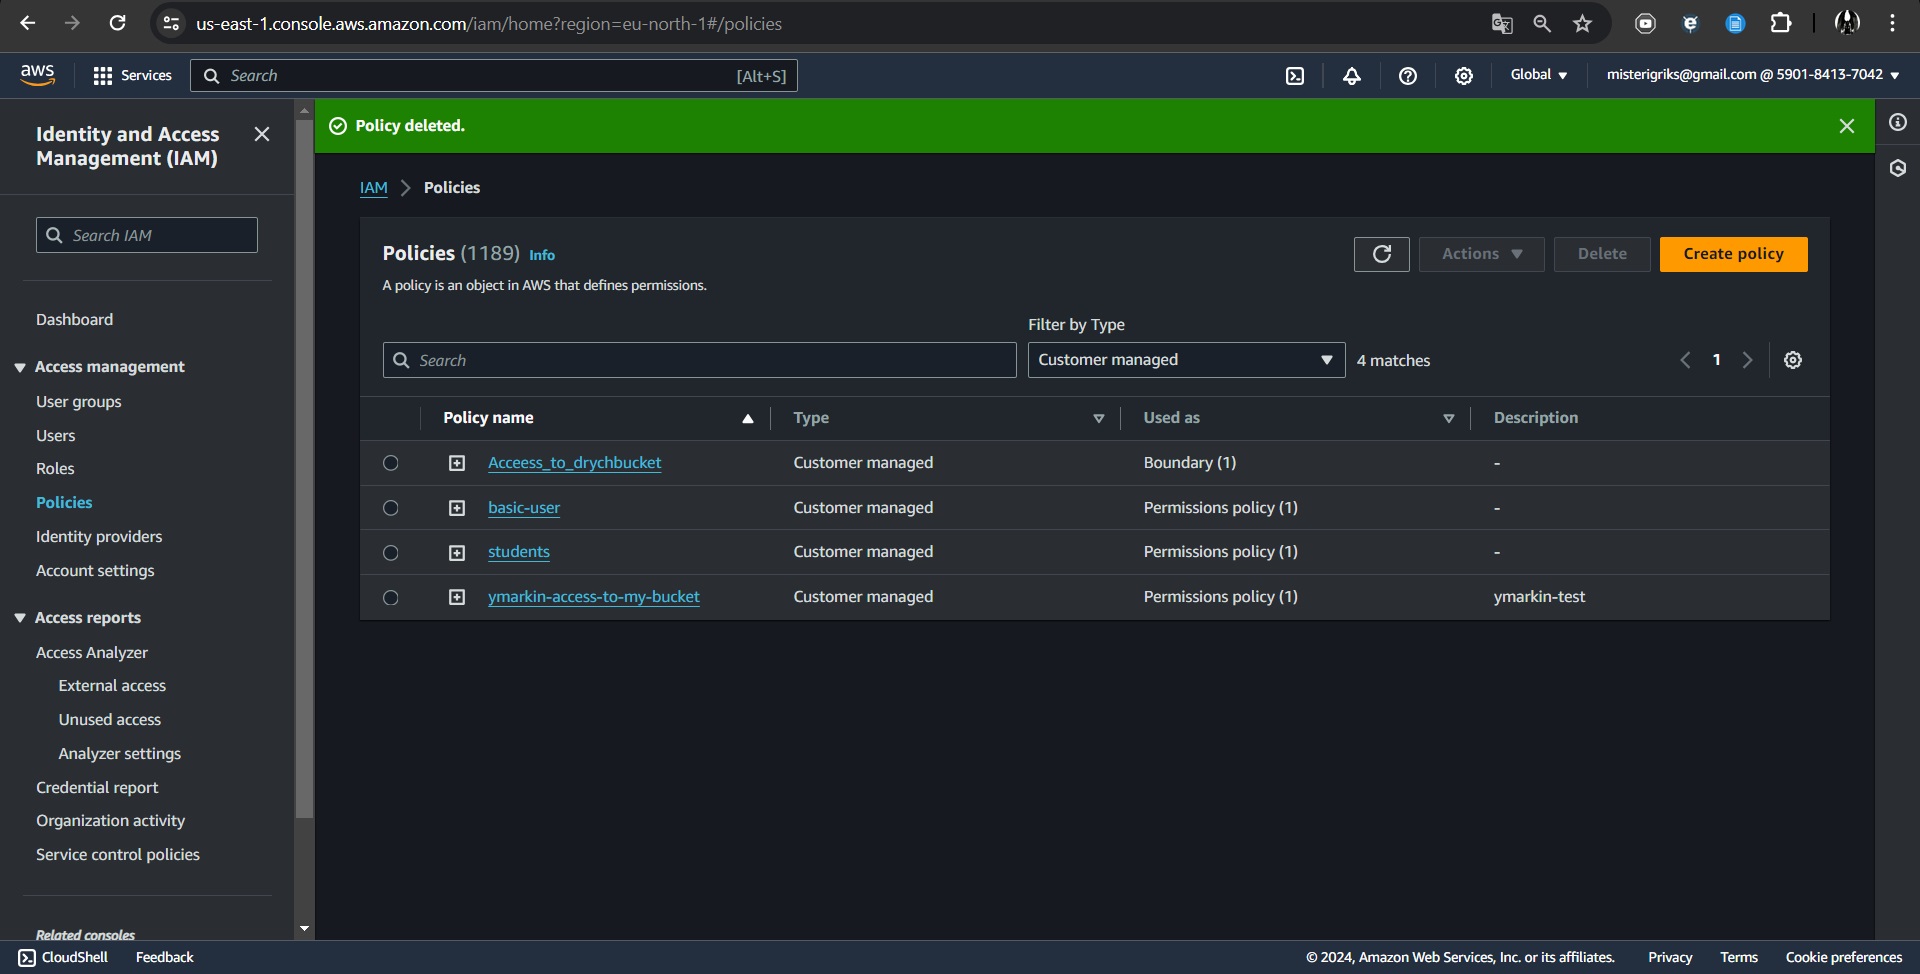 us-east-1.console.aws.amazon.com/iam/home?region=eu-north-1#/policies
aws
Services
Search
[Alt+S]
Global
misterigriks@gmail.com @ 5901-8413-7042
Identity and Access
Management (IAM)
Search IAM
Dashboard
Access management
User groups
Users
Roles
Policies
Identity providers
Account settings
Access reports
Access Analyzer
External access
Unused access
Analyzer settings
Credential report
Organization activity
Service control policies
Related consoles
Policy deleted.
IAM > Policies
Policies (1189) Info
A policy is an object in AWS that defines permissions.
Actions
Delete
Create policy
Filter by Type
Search
Customer managed
4 matches
1
Policy name Type Used as Description
Acceess_to_drychbucket Customer managed Boundary (1) -
basic-user Customer managed Permissions policy (1) -
students Customer managed Permissions policy (1) -
ymarkin-access-to-my-bucket Customer managed Permissions policy (1) ymarkin-test
CloudShell Feedback
© 2024, Amazon Web Services, Inc. or its affiliates. Privacy Terms Cookie preferences